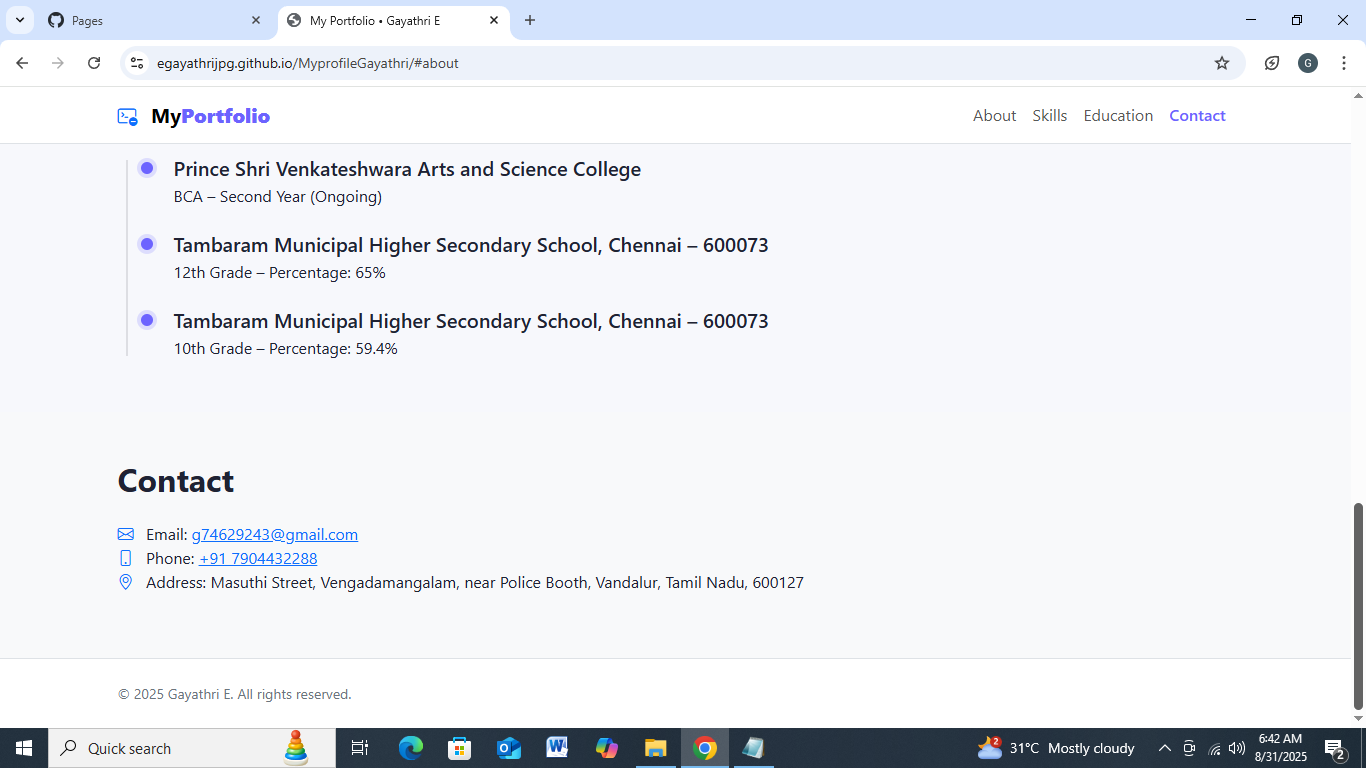 Pages
My Portfolio • Gayathri E
egayathrijpg.github.io/MyprofileGayathri/#about
G
MyPortfolio
About Skills Education Contact
Prince Shri Venkateshwara Arts and Science College
BCA – Second Year (Ongoing)
Tambaram Municipal Higher Secondary School, Chennai – 600073
12th Grade – Percentage: 65%
Tambaram Municipal Higher Secondary School, Chennai – 600073
10th Grade – Percentage: 59.4%
Contact
Email: g74629243@gmail.com
Phone: +91 7904432288
Address: Masuthi Street, Vengadamangalam, near Police Booth, Vandalur, Tamil Nadu, 600127
© 2025 Gayathri E. All rights reserved.
Quick search
2
31°C Mostly cloudy
6:42 AM
8/31/2025
2